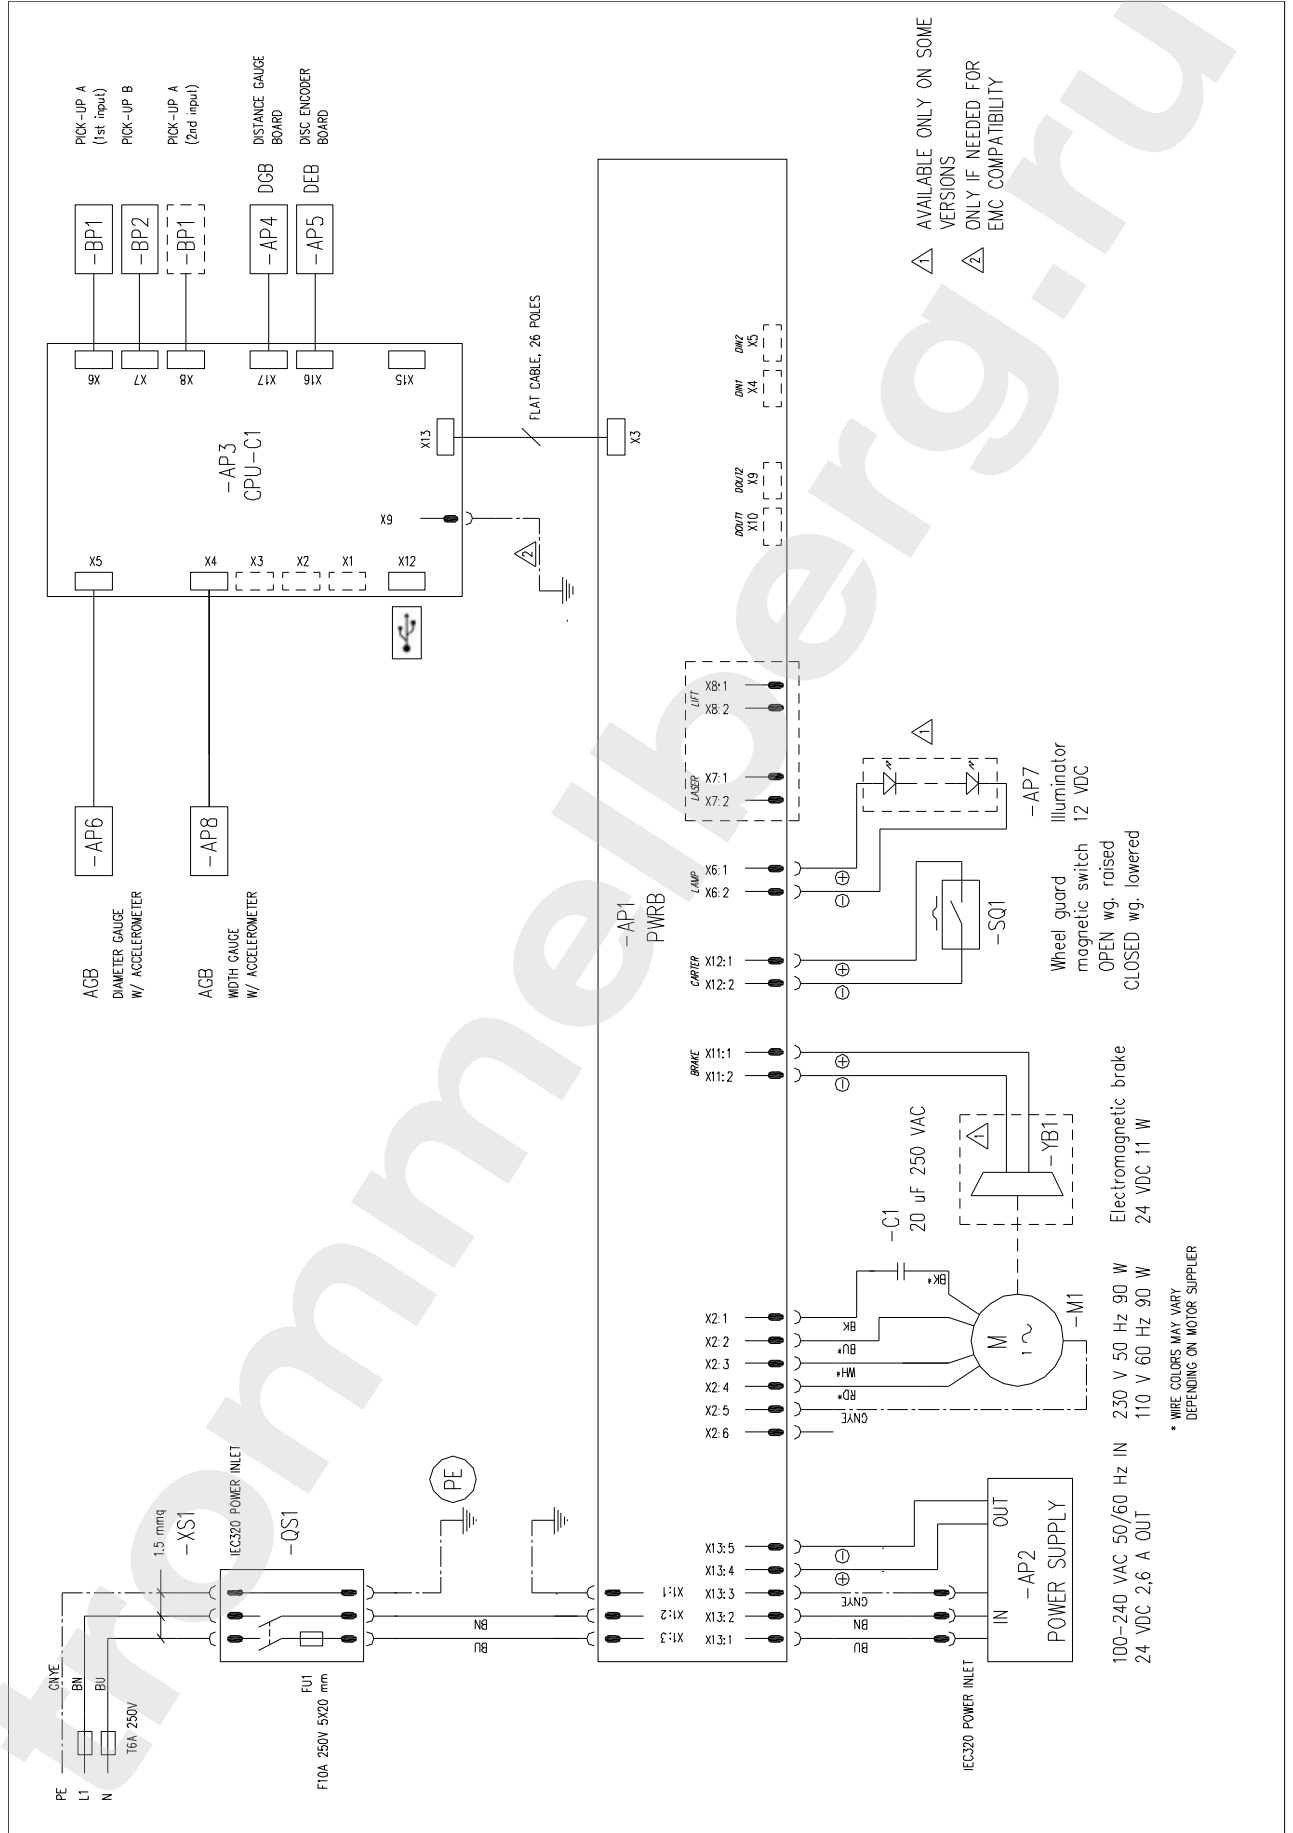 PE
L1
N
GNYE
BN
BU
T6A 250V
1.5 mmq
-XS1
IEC320 POWER INLET
-QS1
FU1
F10A 250V 5X20 mm
PE
BN
BU
X1:1
X1:2
X1:3
AGB
DIAMETER GAUGE
W/ ACCELEROMETER
-AP6
AGB
WIDTH GAUGE
W/ ACCELEROMETER
-AP8
X5
X4
X3
X2
X1
X12
-AP3
CPU-C1
X9
X13
X6
X7
X8
X17
X16
X15
-BP1
-BP2
-BP1
-AP4
-AP5
DGB
DEB
PICK-UP A
(1st input)
PICK-UP B
PICK-UP A
(2nd input)
DISTANCE GAUGE
BOARD
DISC ENCODER
BOARD
FLAT CABLE, 26 POLES
2
X3
-AP1
PWRB
X13:5
X13:4
X13:3
X13:2
X13:1
X2:1
X2:2
X2:3
X2:4
X2:5
X2:6
BRAKE
X11:1
X11:2
CARTER
X12:1
X12:2
LAMP
X6:1
X6:2
LASER
X7:1
X7:2
LIFT
X8:1
X8:2
DOUT1
X10
DOUT2
X9
DIN1
X4
DIN2
X5
GNYE
BN
BU
IEC320 POWER INLET
IN
OUT
-AP2
POWER SUPPLY
100-240 VAC 50/60 Hz IN
24 VDC 2,6 A OUT
BK
BU*
WH*
RD*
GNYE
BK*
-C1
20 uF 250 VAC
M
1~
-M1
230 V 50 Hz 90 W
110 V 60 Hz 90 W
* WIRE COLORS MAY VARY
DEPENDING ON MOTOR SUPPLIER
1
-YB1
Electromagnetic brake
24 VDC 11 W
-SQ1
Wheel guard
magnetic switch
OPEN wg. raised
CLOSED wg. lowered
1
-AP7
Illuminator
12 VDC
1 AVAILABLE ONLY ON SOME
VERSIONS
2 ONLY IF NEEDED FOR
EMC COMPATIBILITY
trommelberg.ru